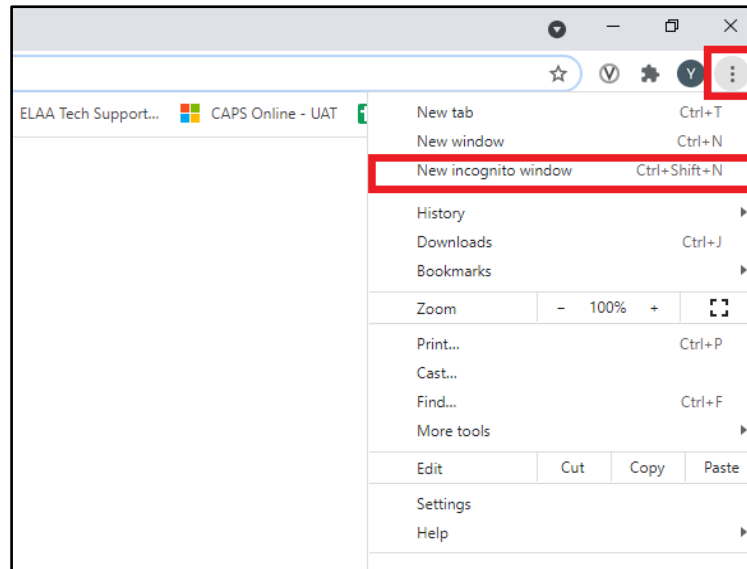 Y
ELAA Tech Support... CAPS Online - UAT
New tab Ctrl+T
New window Ctrl+N
New incognito window Ctrl+Shift+N
History
Downloads Ctrl+J
Bookmarks
Zoom - 100% +
Print... Ctrl+P
Cast...
Find... Ctrl+F
More tools
Edit Cut Copy Paste
Settings
Help